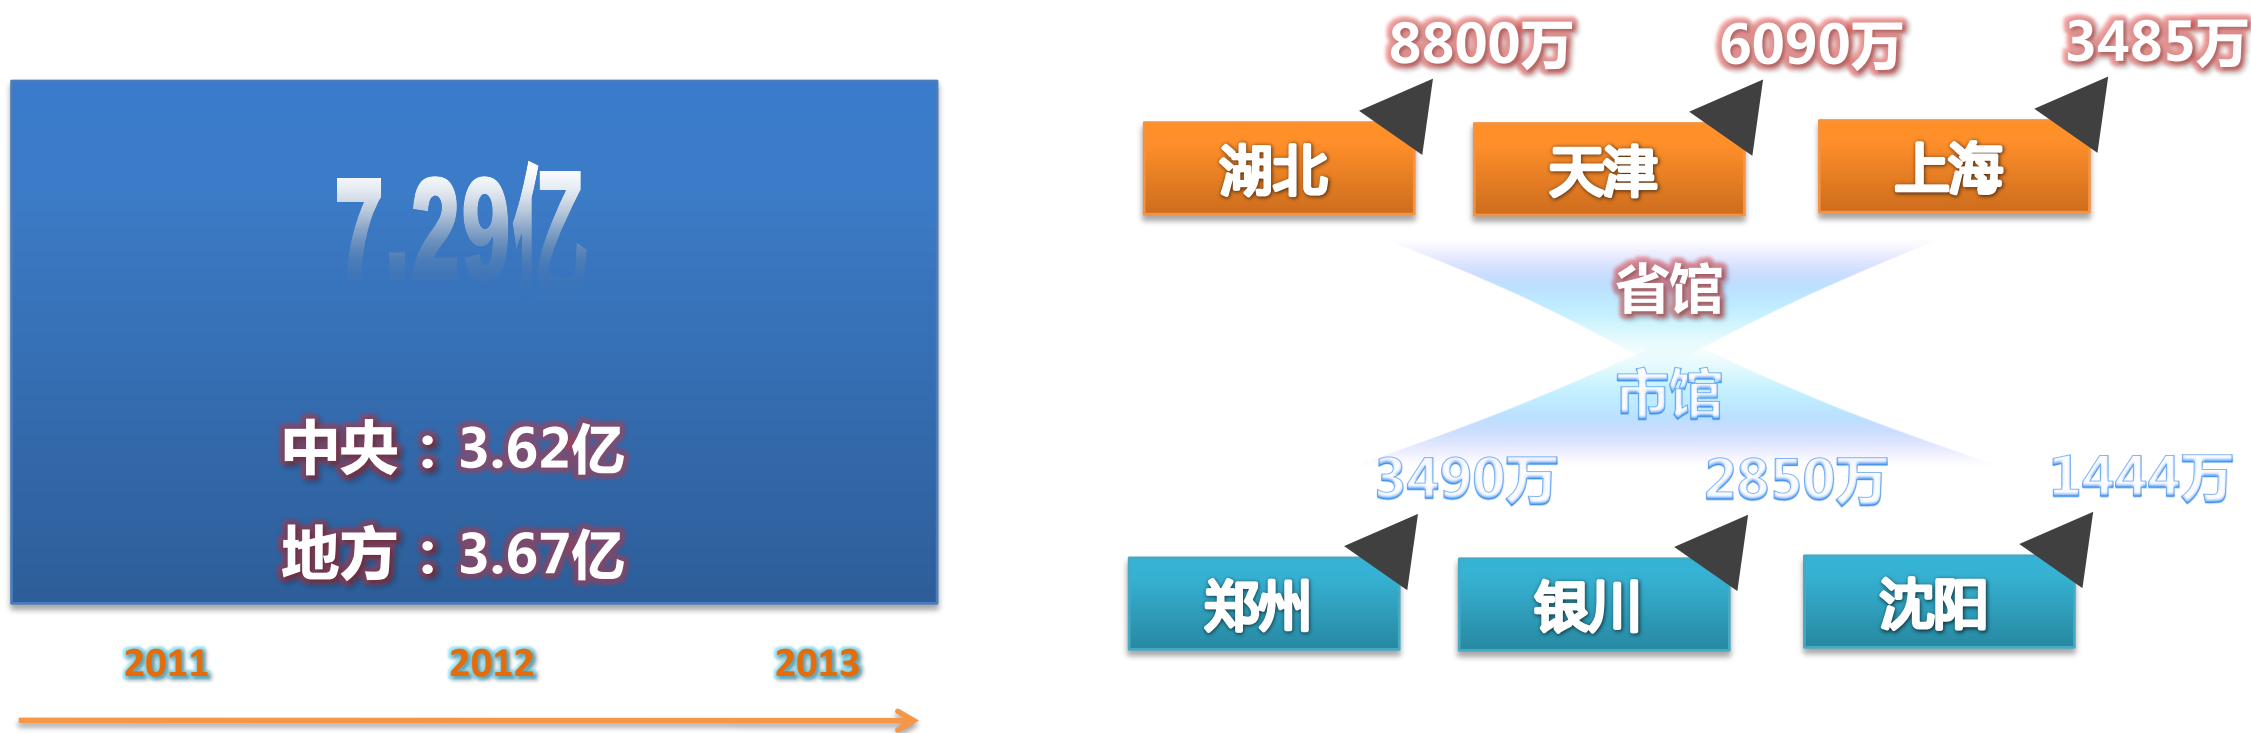 7.29亿
中央：3.62亿
地方：3.67亿
2011 2012 2013
8800万 6090万 3485万
湖北 天津 上海
省馆
市馆
3490万 2850万 1444万
郑州 银川 沈阳